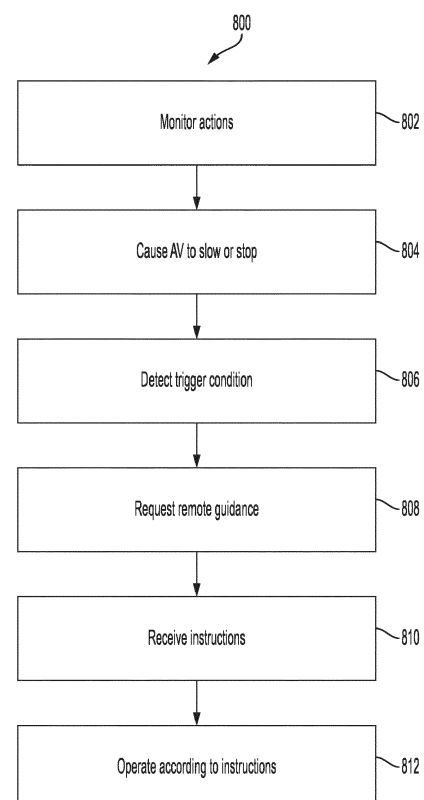 800
Monitor actions
802
Cause AV to slow or stop
804
Detect trigger condition
806
Request remote guidance
808
Receive instructions
810
Operate according to instructions
812